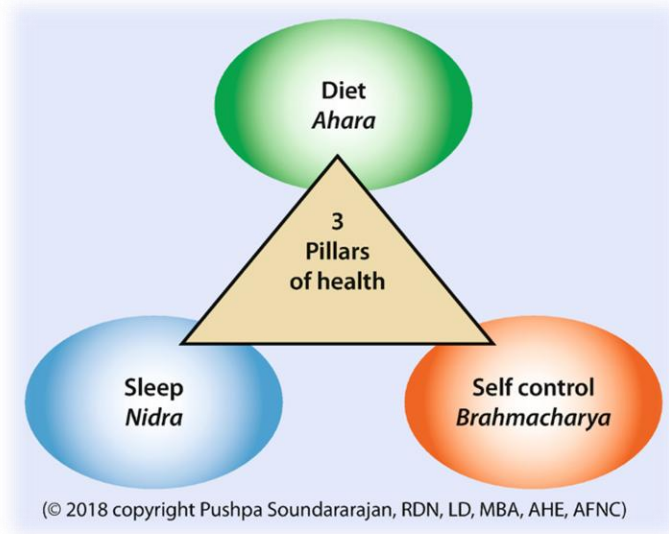 Diet
Ahara
3
Pillars
of health
Sleep
Nidra
Self control
Brahmacharya
(© 2018 copyright Pushpa Soundararajan, RDN, LD, MBA, AHE, AFNC)